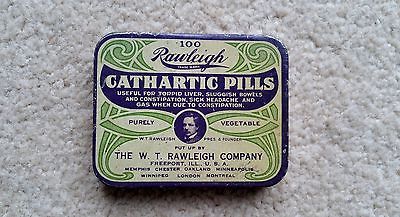 100
Rawleigh
TRADE MARK
CATHARTIC PILLS
USEFUL FOR TORPID LIVER, SLUGGISH BOWELS
AND CONSTIPATION, SICK HEADACHE AND
GAS WHEN DUE TO CONSTIPATION.
PURELY VEGETABLE
W.T. RAWLEIGH PRES. & FOUNDER
PUT UP BY
THE W. T. RAWLEIGH COMPANY
FREEPORT, ILL., U. S. A.
MEMPHIS CHESTER OAKLAND MINNEAPOLIS
WINNIPEG LONDON MONTREAL